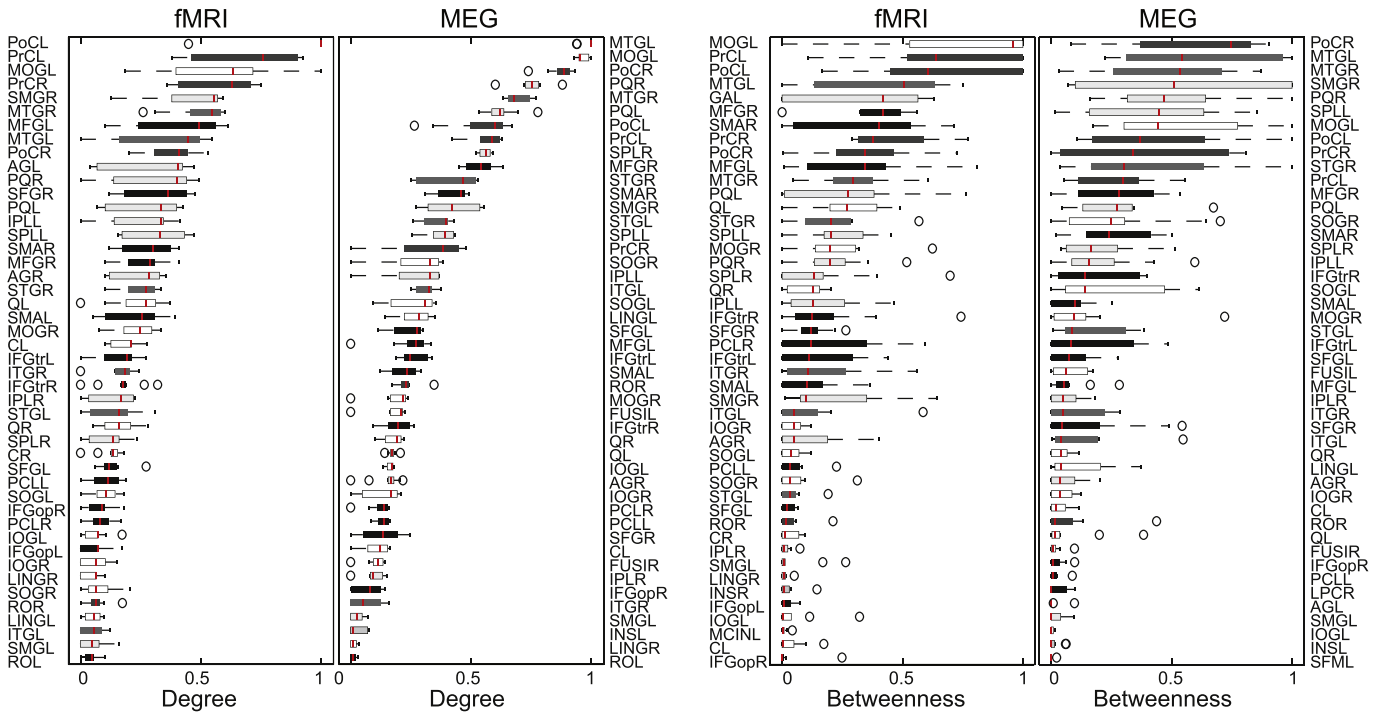 fMRI
PoCL
PrCL
MOGL
PrCR
SMGR
MTGR
MFGL
MTGL
PoCR
AGL
PQR
SFGR
PQL
IPLL
SPLL
SMAR
MFGR
AGR
STGR
QL
SMAL
MOGR
CL
IFGtrL
ITGR
IFGtrR
IPLR
STGL
QR
SPLR
CR
SFGL
PCLL
SOGL
IFGopR
PCLR
IOGL
IFGopL
IOGR
LINGR
SOGR
ROR
LINGL
ITGL
SMGL
ROL
0 0.5 1
Degree
MEG
MTGL
MOGL
PoCR
PQR
MTGR
PQL
PoCL
PrCL
SPLR
MFGR
STGR
SMAR
SMGR
STGL
SPLL
PrCR
SOGR
IPLL
ITGL
SOGL
LINGL
SFGL
MFGL
IFGtrL
SMAL
ROR
MOGR
FUSIL
IFGtrR
QR
QL
IOGL
AGR
IOGR
PCLR
PCLL
SFGR
CL
FUSIR
IPLR
IFGopR
ITGR
SMGL
INSL
LINGR
ROL
0 0.5 1
Degree
fMRI
MOGL
PrCL
PoCL
MTGL
GAL
MFGR
SMAR
PrCR
PoCR
MFGL
MTGR
PQL
QL
STGR
SPLL
MOGR
PQR
SPLR
QR
IPLL
IFGtrR
SFGR
PCLR
IFGtrL
ITGR
SMAL
SMGR
ITGL
IOGR
AGR
SOGL
PCLL
SOGR
STGL
SFGL
ROR
CR
IPLR
SMGL
LINGR
INSR
IFGopL
IOGL
MCINL
CL
IFGopR
0 0.5 1
Betweenness
MEG
PoCR
MTGL
MTGR
SMGR
PQR
SPLL
MOGL
PoCL
PrCR
STGR
PrCL
MFGR
PQL
SOGR
SMAR
SPLR
IPLL
IFGtrR
SOGL
SMAL
MOGR
STGL
IFGtrL
SFGL
FUSIL
MFGL
IPLR
ITGR
SFGR
ITGL
QR
LINGL
AGR
IOGR
CL
ROR
QL
FUSIR
IFGopR
PCLL
LPCR
AGL
SMGL
IOGL
INSL
SFML
0 0.5 1
Betweenness